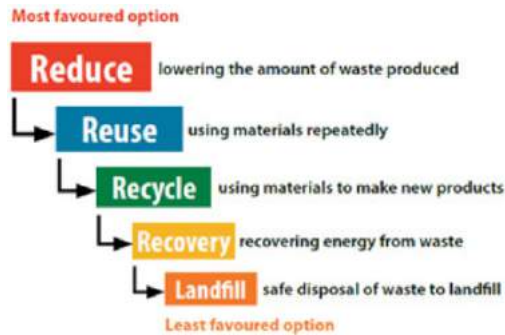 Most favoured option
Reduce lowering the amount of waste produced
Reuse using materials repeatedly
Recycle using materials to make new products
Recovery recovering energy from waste
Landfill safe disposal of waste to landfill
Least favoured option